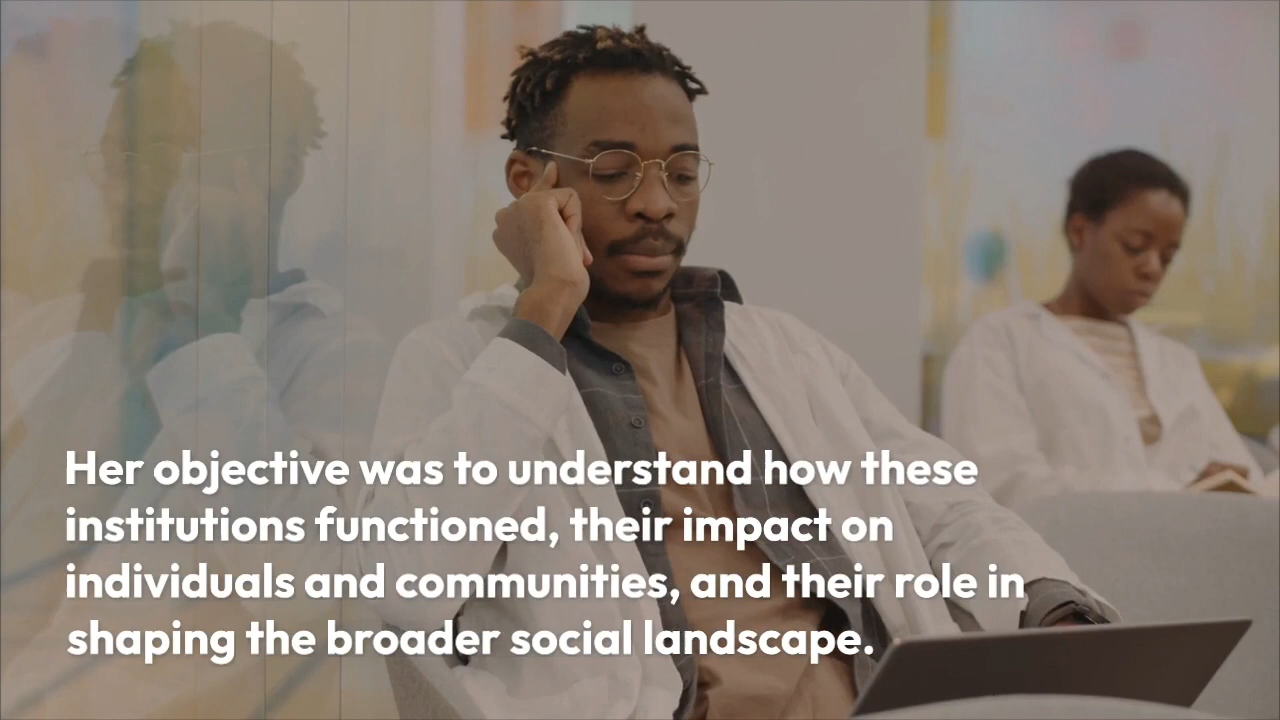 Her objective was to understand how these
institutions functioned, their impact on
individuals and communities, and their role in
shaping the broader social landscape.